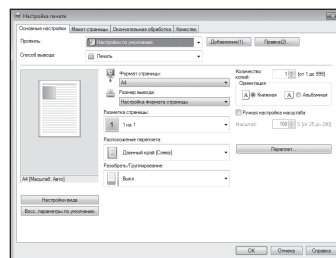 Настройка печати
Основные настройки Макет страницы Окончательная обработка Качество
Профиль: Настройки по умолчанию Добавление(1)... Правка(2)...
Способ вывода: Печать
Формат страницы:
A4
Размер вывода:
Настройка формата страницы
Разметка страницы:
1 1 на 1
Расположение переплета:
Длинный край [Слева]
Разобрать/Группирование:
Выкл.
Количество копий: 1 [от 1 до 999]
Ориентация
A Книжная A Альбомная
Ручная настройка масштаба
Масштаб: 100 % [от 25 до 200]
Переплет...
A4 [Масштаб: Авто]
Настройки вида
Восс. параметры по умолчанию
OK Отмена Справка